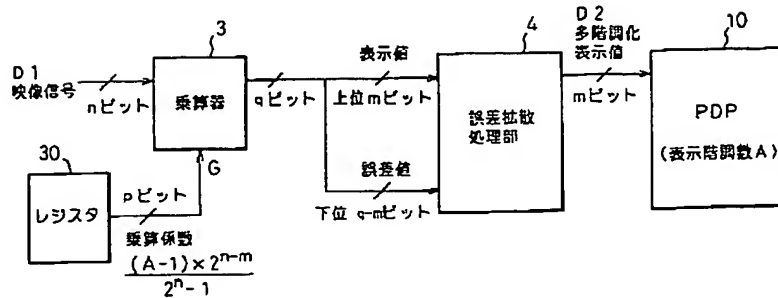 3
4
D2
多階調化
表示値
10
D1
映像信号
nビット
乗算器
qビット
表示値
上位mビット
誤差拡散
処理部
mビット
PDP
(表示階調数A)
30
G
誤差値
レジスタ
pビット
下位 q-mビット
乗算係数
(A-1)×2^{n-m}
2^n-1